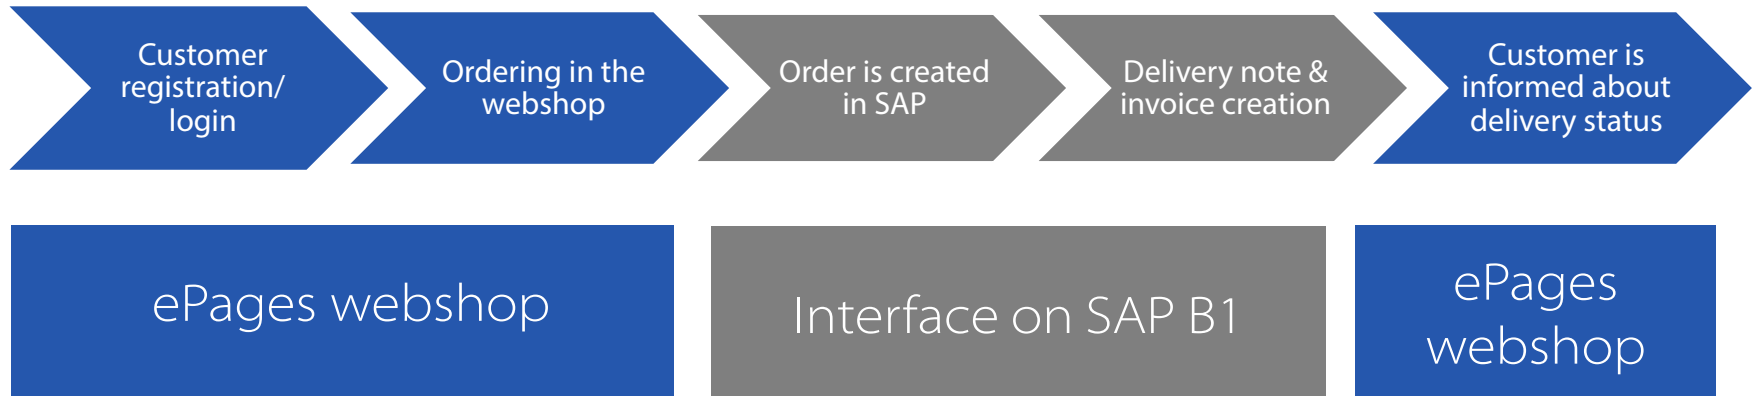 Customer
registration/
login
Ordering in the
webshop
Order is created
in SAP
Delivery note &
invoice creation
Customer is
informed about
delivery status
ePages webshop
Interface on SAP B1
ePages
webshop